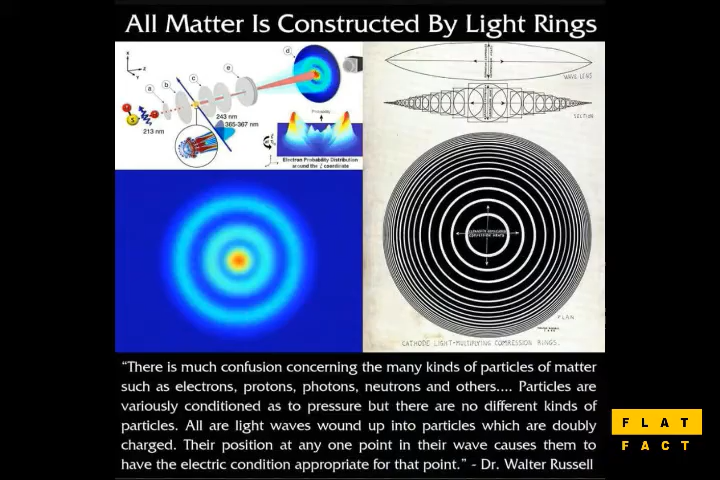 All Matter Is Constructed By Light Rings
a
b
c
e
d
213 nm
243 nm
365-367 nm
Probability
Electron Probability Distribution
around the ζ coordinate
WAVE LENS
SECTION
PLAN
CATHODE LIGHT-MULTIPLYING COMPRESSION RINGS.
“There is much confusion concerning the many kinds of particles of matter
such as electrons, protons, photons, neutrons and others.... Particles are
variously conditioned as to pressure but there are no different kinds of
particles. All are light waves wound up into particles which are doubly
charged. Their position at any one point in their wave causes them to
have the electric condition appropriate for that point.” - Dr. Walter Russell
FLAT
FACT